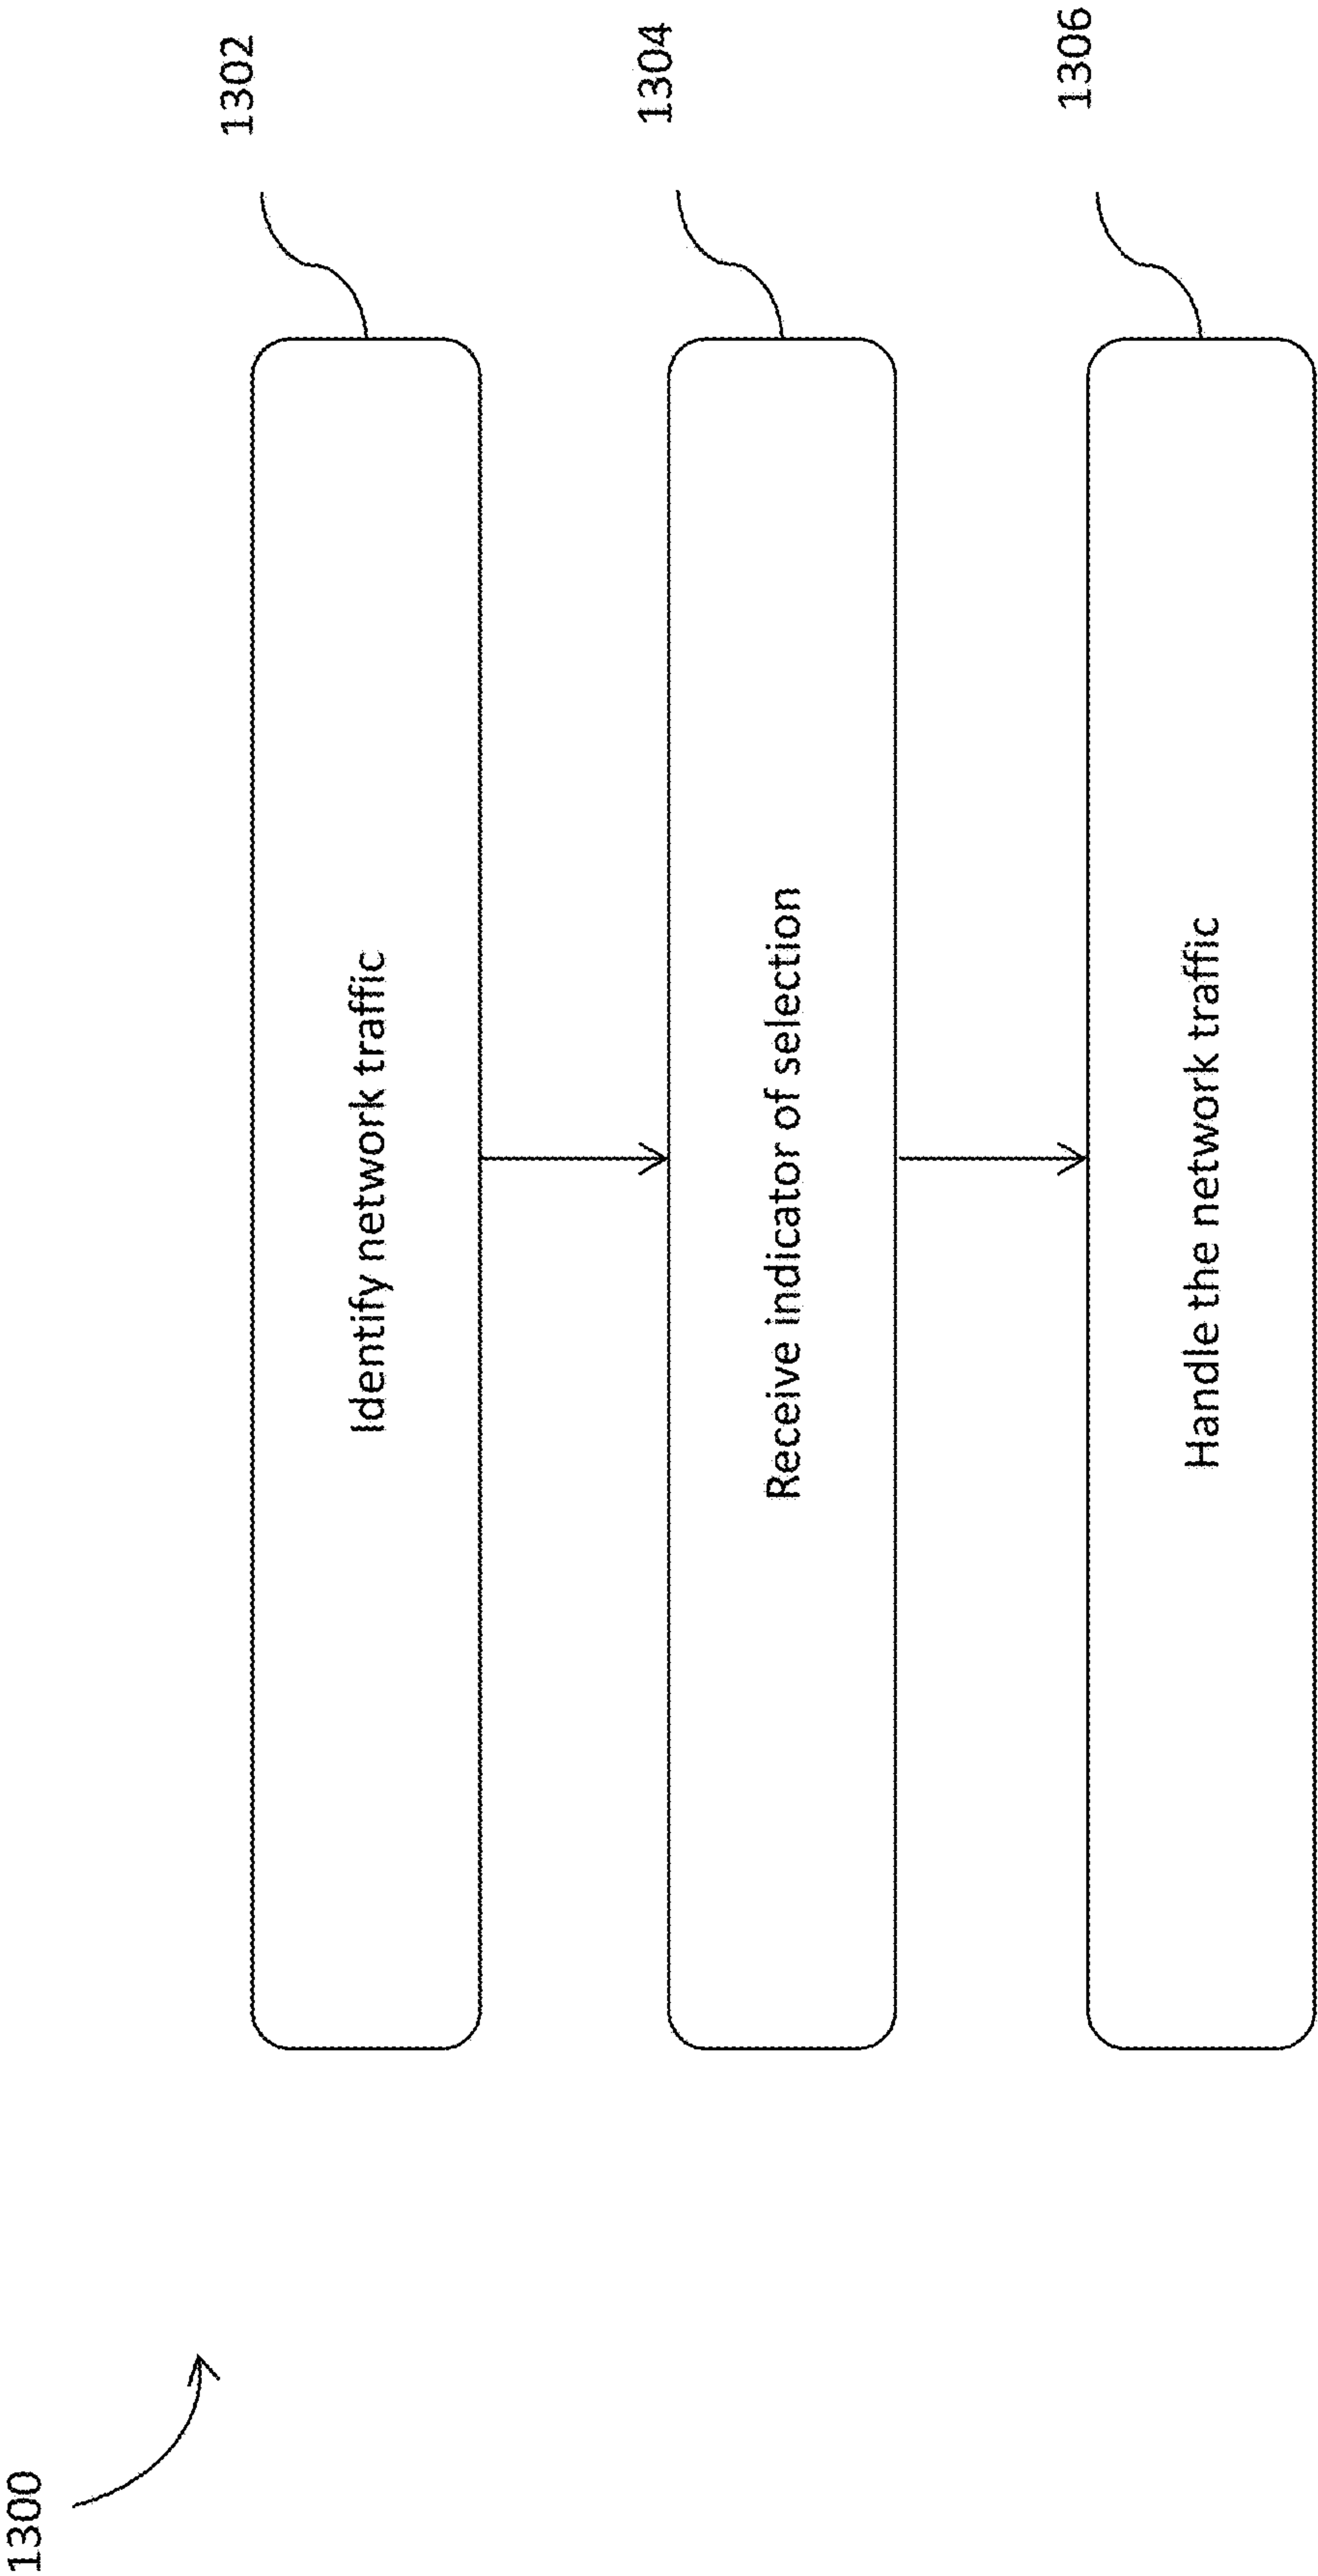 1300
Identify network traffic
1302
Receive indicator of selection
1304
Handle the network traffic
1306